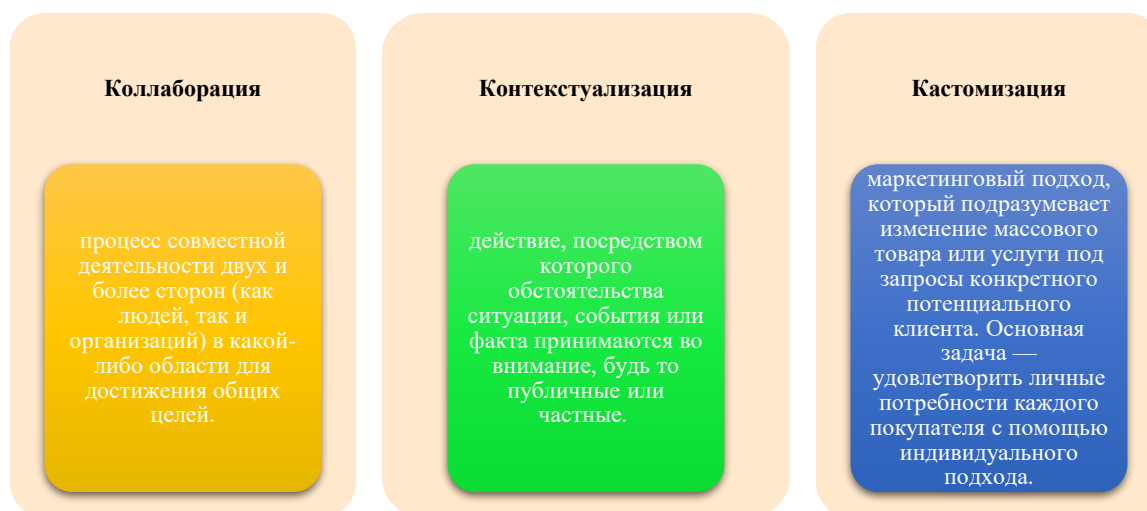 Коллаборация
процесс совместной
деятельности двух и
более сторон (как
людей, так и
организаций) в какой-
либо области для
достижения общих
целей.
Контекстуализация
действие, посредством
которого
обстоятельства
ситуации, события или
факта принимаются во
внимание, будь то
публичные или
частные.
Кастомизация
маркетинговый подход,
который подразумевает
изменение массового
товара или услуги под
запросы конкретного
потенциального
клиента. Основная
задача —
удовлетворить личные
потребности каждого
покупателя с помощью
индивидуального
подхода.